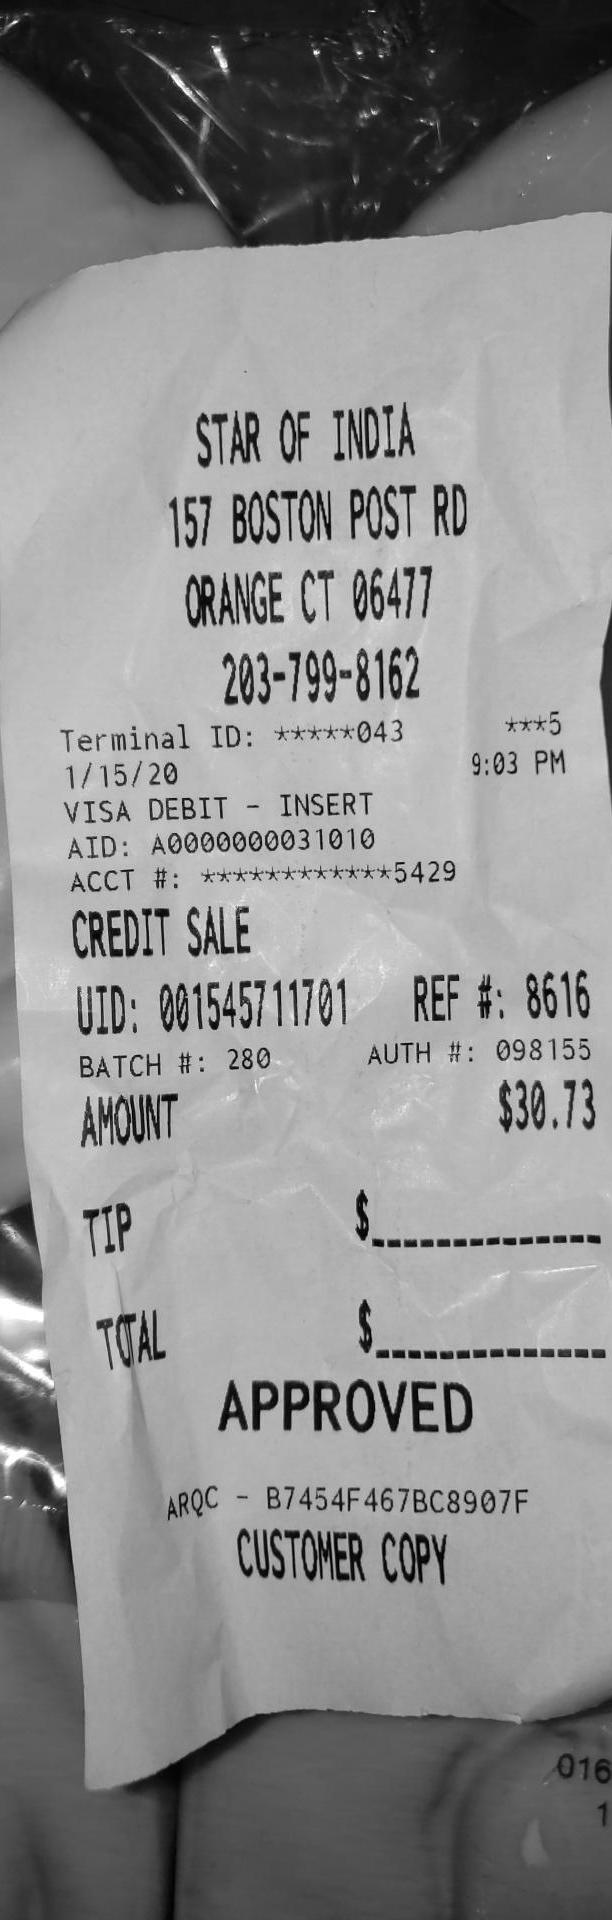 STAR OF INDIA
157 BOSTON POST RD
ORANGE CT 06477
203-799-8162
Terminal ID: *****043 ***5
1/15/20 9:03 PM
VISA DEBIT - INSERT
AID: A0000000031010
ACCT #: ************5429
CREDIT SALE
UID: 001545711701 REF #: 8616
BATCH #: 280 AUTH #: 098155
AMOUNT $30.73
TIP $______________
TOTAL $______________
APPROVED
ARQC - B7454F467BC8907F
CUSTOMER COPY
016
1